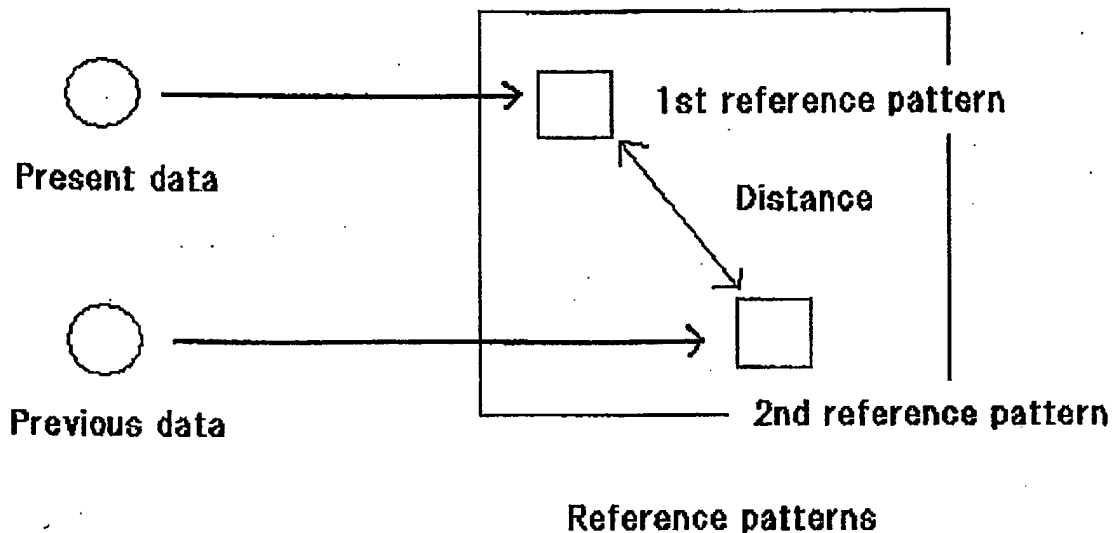 1st reference pattern
Present data
Distance
Previous data
2nd reference pattern
Reference patterns